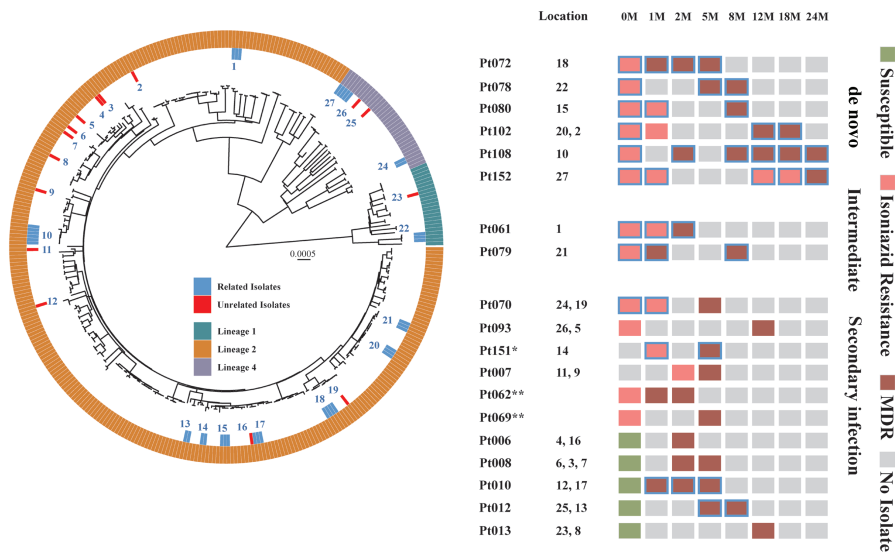 Location 0M 1M 2M 5M 8M 12M 18M 24M
Pt072 18
Pt078 22
Pt080 15
Pt102 20, 2
Pt108 10
Pt152 27
Pt061 1
Pt079 21
Pt070 24, 19
Pt093 26, 5
Pt151* 14
Pt007 11, 9
Pt062**
Pt069**
Pt006 4, 16
Pt008 6, 3, 7
Pt010 12, 17
Pt012 25, 13
Pt013 23, 8
de novo
Intermediate
Secondary infection
Susceptible
Isomiazid Resistance
MDR
No Isolate
1
2
3
4
5
6
7
8
9
10
11
12
13
14
15
16
17
18
19
20
21
22
23
24
25
26
27
0.0005
Related Isolates
Unrelated Isolates
Lineage 1
Lineage 2
Lineage 4